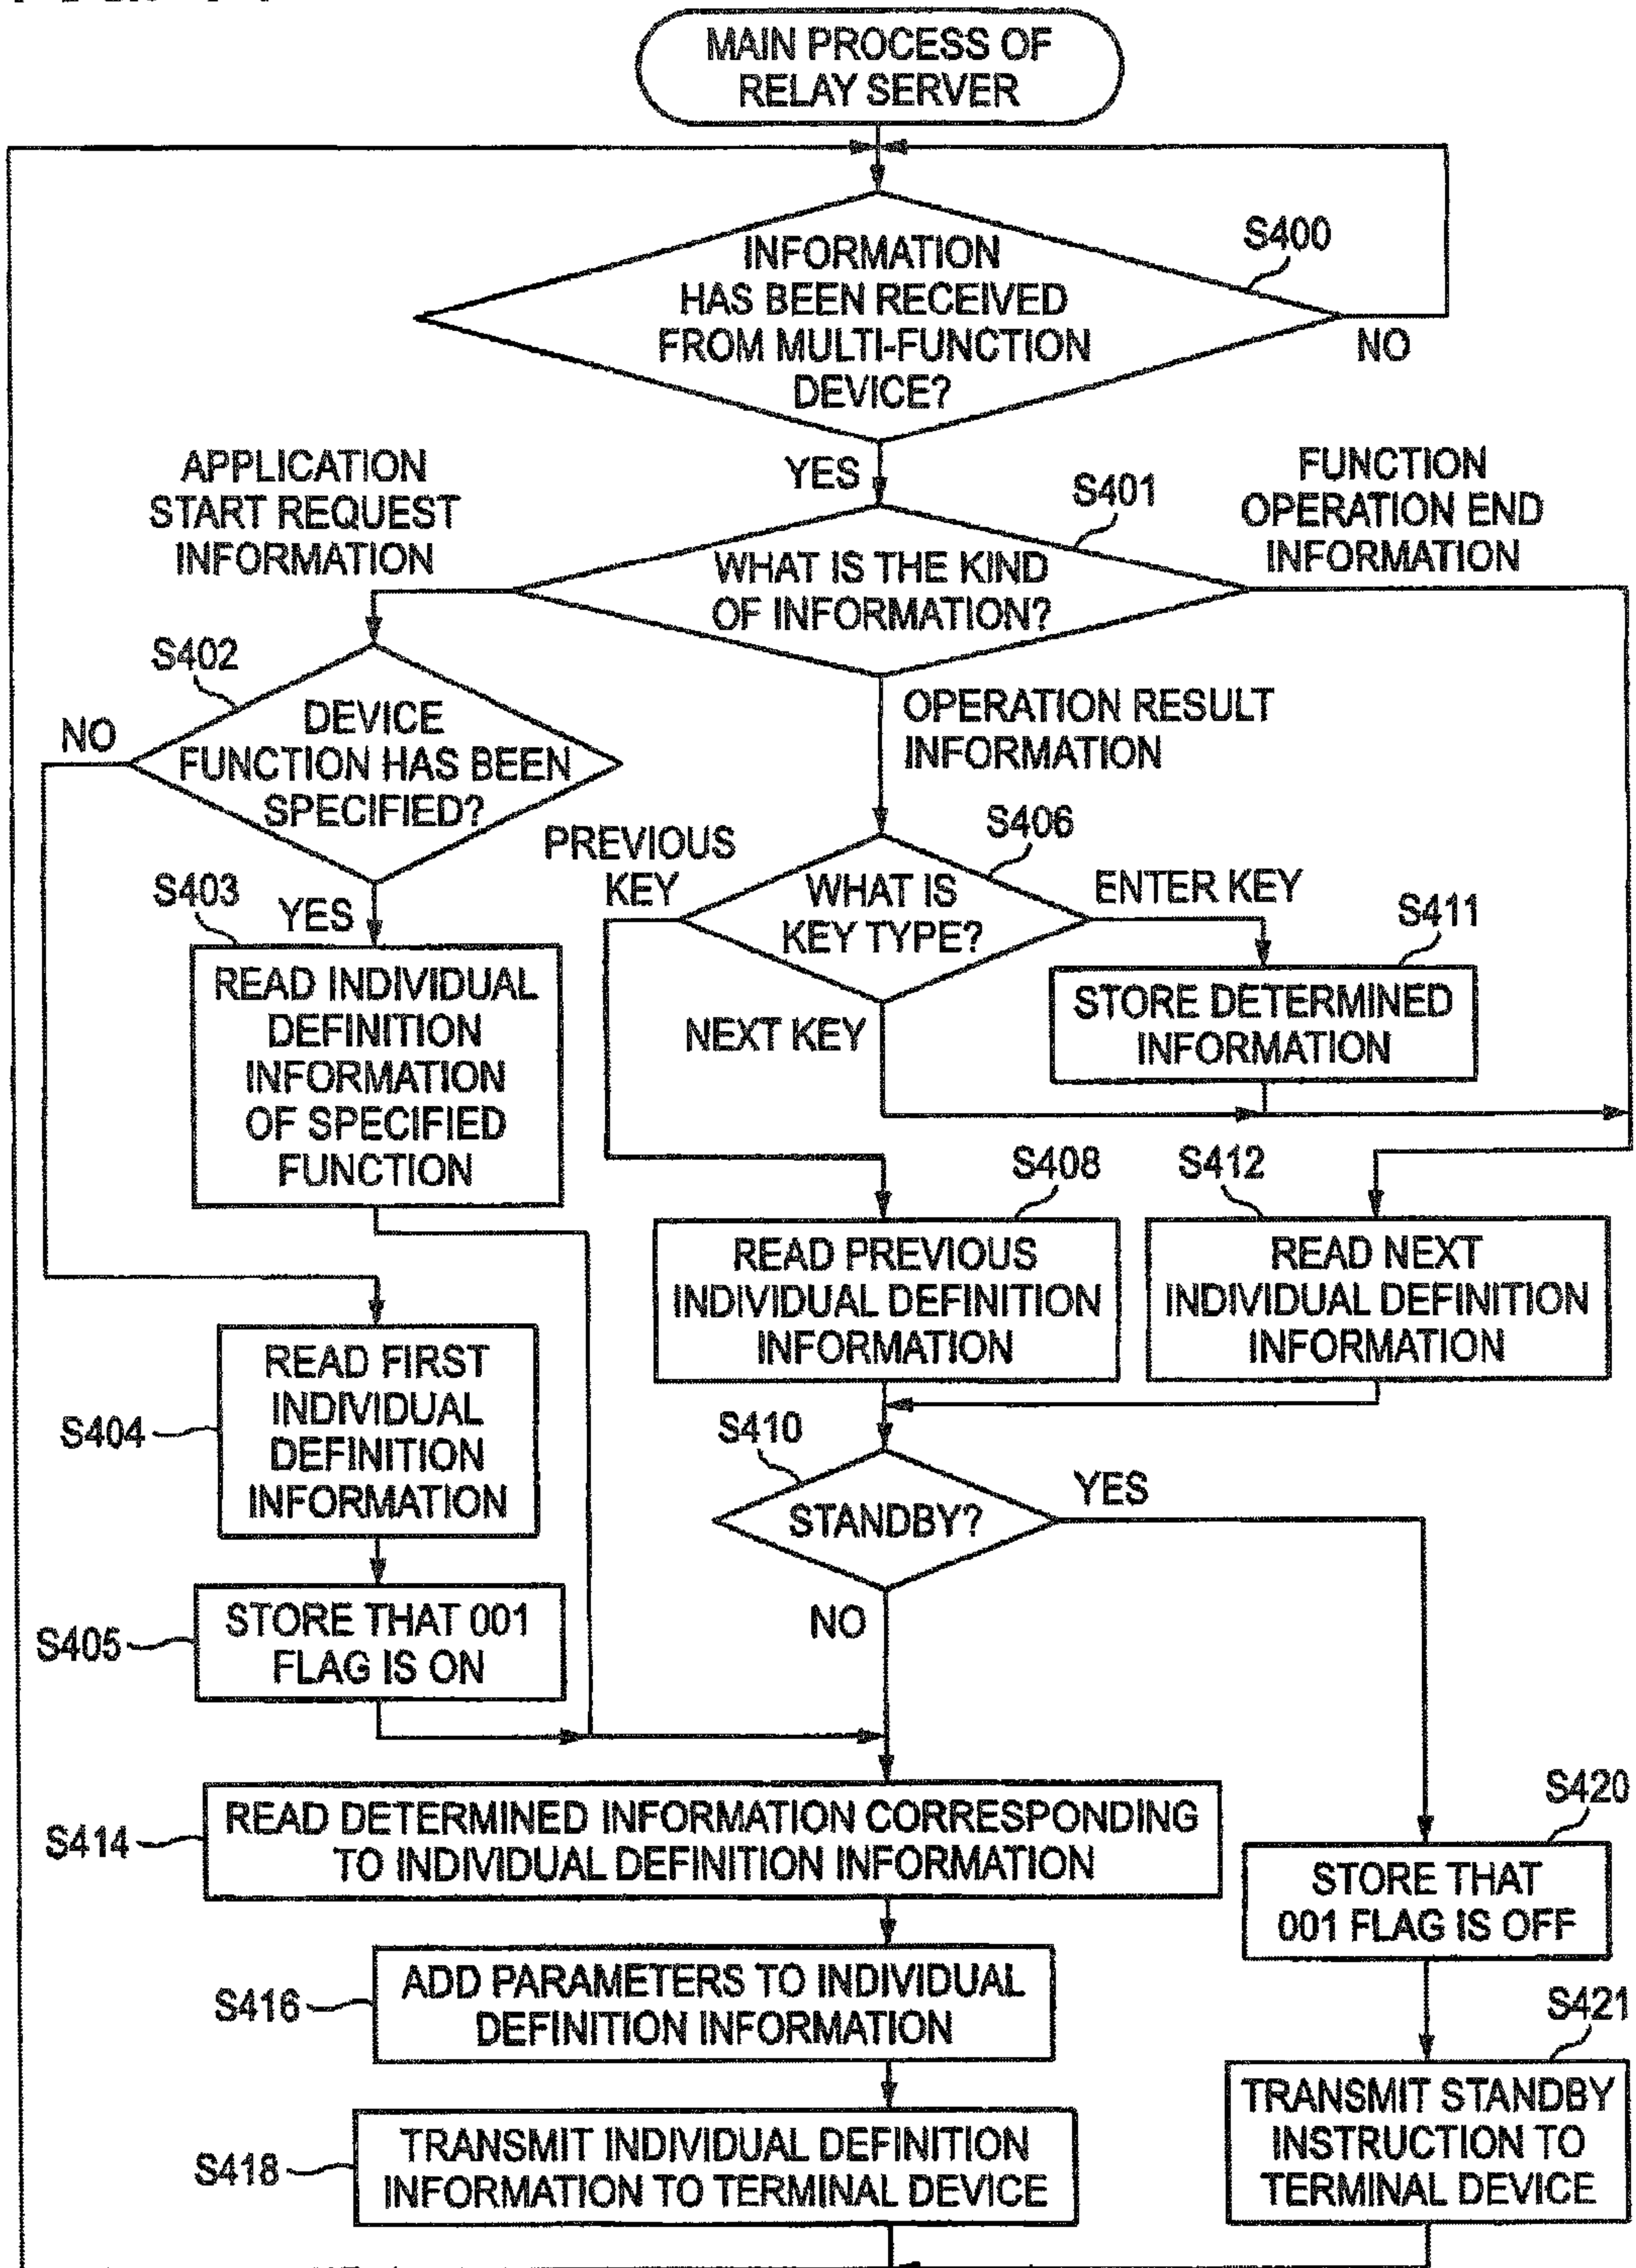 MAIN PROCESS OF
RELAY SERVER
S400
INFORMATION
HAS BEEN RECEIVED
FROM MULTI-FUNCTION
DEVICE?
NO
YES
APPLICATION
START REQUEST
INFORMATION
S401
FUNCTION
OPERATION END
INFORMATION
WHAT IS THE KIND
OF INFORMATION?
S402
NO
DEVICE
FUNCTION HAS BEEN
SPECIFIED?
OPERATION RESULT
INFORMATION
S403
YES
PREVIOUS
KEY
S406
WHAT IS
KEY TYPE?
ENTER KEY
S411
READ INDIVIDUAL
DEFINITION
INFORMATION
OF SPECIFIED
FUNCTION
NEXT KEY
STORE DETERMINED
INFORMATION
S408
S412
READ PREVIOUS
INDIVIDUAL DEFINITION
INFORMATION
READ NEXT
INDIVIDUAL DEFINITION
INFORMATION
S404
READ FIRST
INDIVIDUAL
DEFINITION
INFORMATION
S410
STANDBY?
YES
NO
S405
STORE THAT 001
FLAG IS ON
S414
READ DETERMINED INFORMATION CORRESPONDING
TO INDIVIDUAL DEFINITION INFORMATION
S420
STORE THAT
001 FLAG IS OFF
S416
ADD PARAMETERS TO INDIVIDUAL
DEFINITION INFORMATION
S421
TRANSMIT STANDBY
INSTRUCTION TO
TERMINAL DEVICE
S418
TRANSMIT INDIVIDUAL DEFINITION
INFORMATION TO TERMINAL DEVICE